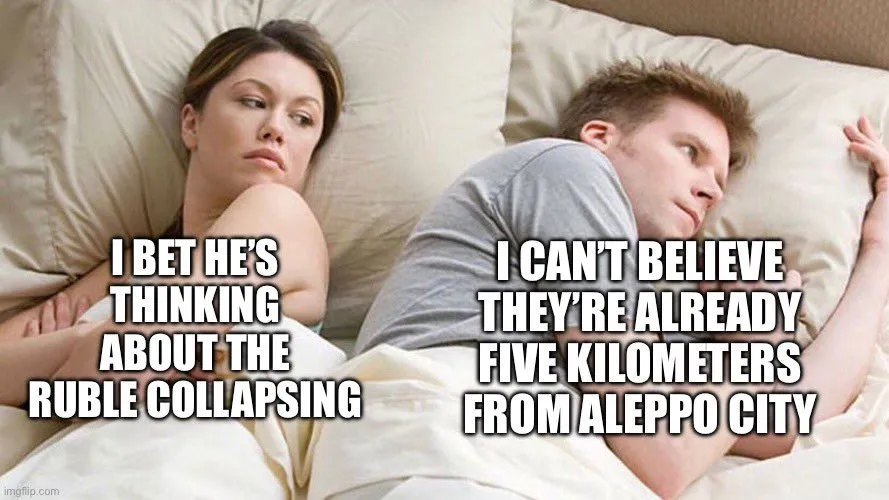 I BET HE'S
THINKING
ABOUT THE
RUBLE COLLAPSING
I CAN'T BELIEVE
THEY'RE ALREADY
FIVE KILOMETERS
FROM ALEPPO CITY
imgflip.com